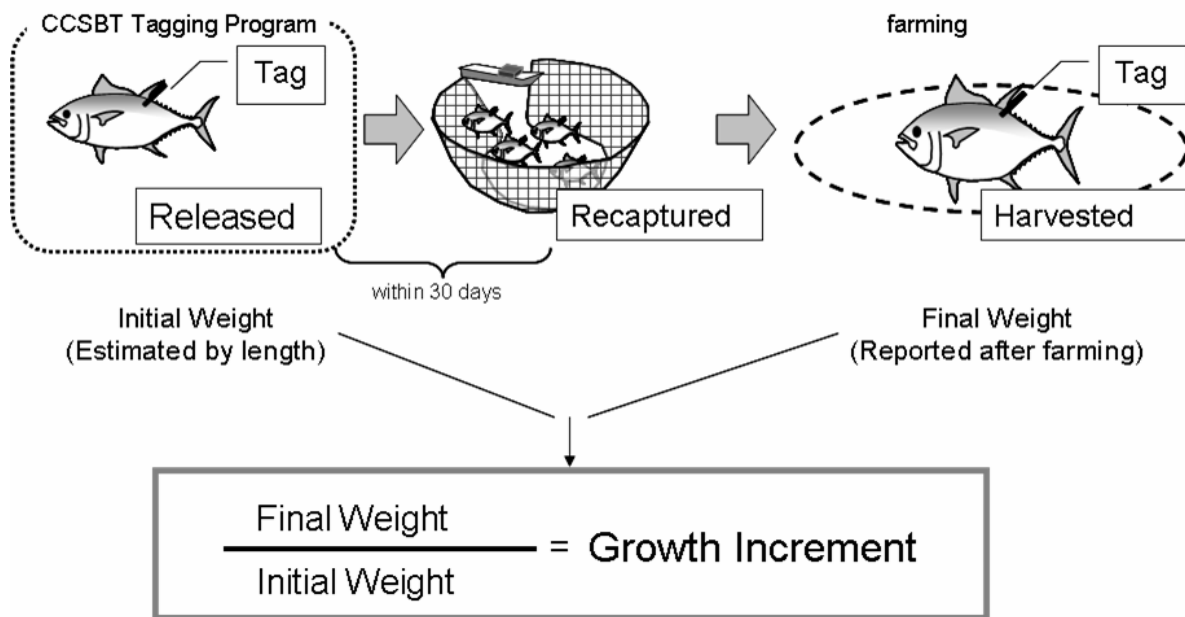 CCSBT Tagging Program
farming
Tag
Tag
Released
Recaptured
Harvested
within 30 days
Initial Weight
(Estimated by length)
Final Weight
(Reported after farming)
Final Weight
Initial Weight
= Growth Increment